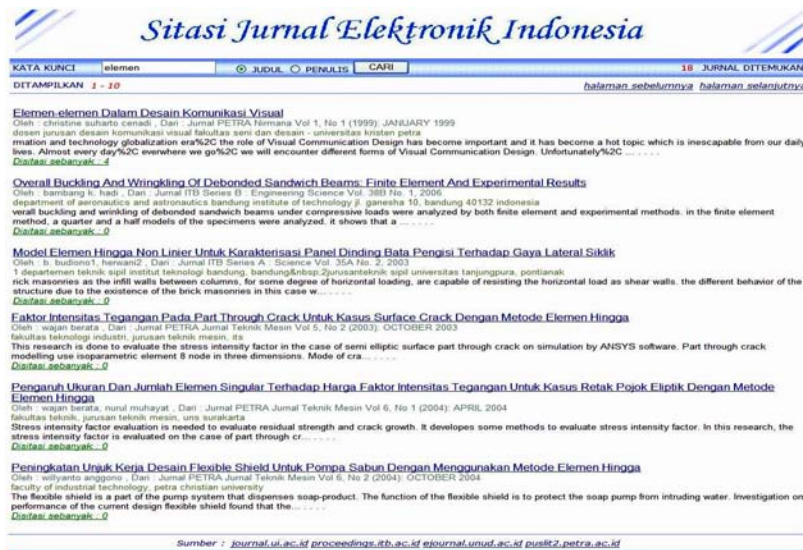 Sitasi Jurnal Elektronik Indonesia
KATA KUNCI elemen JUDUL PENULIS CARI 18 JURNAL DITEMUKAN
DITAMPILKAN 1 - 10 halaman sebelumnya halaman selanjutnya
Elemen-elemen Dalam Desain Komunikasi Visual
Oleh : christine suharto cenadi , Dari : Jurnal PETRA Nirmana Vol 1, No 1 (1999): JANUARY 1999
dosen jurusan desain komunikasi visual fakultas seni dan desain - universitas kristen petra
rmation and technology globalization era%2C the role of Visual Communication Design has become important and it has become a hot topic which is inescapable from our daily
lives. Almost every day%2C everwhere we go%2C we will encounter different forms of Visual Communication Design. Unfortunately%2C ... . . . .
Disitasi sebanyak : 4
Overall Buckling And Wringkling Of Debonded Sandwich Beams: Finite Element And Experimental Results
Oleh : bambang k. hadi , Dari : Jurnal ITB Series B : Engineering Science Vol. 38B No. 1, 2006
department of aeronautics and astronautics bandung institute of technology jl. ganesha 10, bandung 40132 indonesia
verall buckling and wrinkling of debonded sandwich beams under compressive loads were analyzed by both finite element and experimental methods. in the finite element
method, a quarter and a half models of the specimens were analyzed. it shows that a ... . . . .
Disitasi sebanyak : 0
Model Elemen Hingga Non Linier Untuk Karakterisasi Panel Dinding Bata Pengisi Terhadap Gaya Lateral Siklik
Oleh : b. budiono1, herwani2 , Dari : Jurnal ITB Series A : Science Vol. 35A No. 2, 2003
1 departemen teknik sipil institut teknologi bandung, bandung&nbsp;2jurusanteknik sipil universitas tanjungpura, pontianak
rick masonries as the infill walls between columns, for some degree of horizontal loading, are capable of resisting the horizontal load as shear walls. the different behavior of the
structure due to the existence of the brick masonries in this case w... . . . .
Disitasi sebanyak : 0
Faktor Intensitas Tegangan Pada Part Through Crack Untuk Kasus Surface Crack Dengan Metode Elemen Hingga
Oleh : wajan berata , Dari : Jurnal PETRA Jurnal Teknik Mesin Vol 5, No 2 (2003): OCTOBER 2003
fakultas teknologi industri, jurusan teknik mesin, its
This research is done to evaluate the stress intensity factor in the case of semi elliptic surface part through crack on simulation by ANSYS software. Part through crack
modelling use isoparametric element 8 node in three dimensions. Mode of cra... . . . .
Disitasi sebanyak : 0
Pengaruh Ukuran Dan Jumlah Elemen Singular Terhadap Harga Faktor Intensitas Tegangan Untuk Kasus Retak Pojok Eliptik Dengan Metode
Elemen Hingga
Oleh : wajan berata, nurul muhayat , Dari : Jurnal PETRA Jurnal Teknik Mesin Vol 6, No 1 (2004): APRIL 2004
fakultas teknik, jurusan teknik mesin, uns surakarta
Stress intensity factor evaluation is needed to evaluate residual strength and crack growth. It developes some methods to evaluate stress intensity factor. In this research, the
stress intensity factor is evaluated on the case of part through cr... . . . .
Disitasi sebanyak : 0
Peningkatan Unjuk Kerja Desain Flexible Shield Untuk Pompa Sabun Dengan Menggunakan Metode Elemen Hingga
Oleh : willyanto anggono , Dari : Jurnal PETRA Jurnal Teknik Mesin Vol 6, No 2 (2004): OCTOBER 2004
faculty of industrial technology, petra christian university
The flexible shield is a part of the pump system that dispenses soap-product. The function of the flexible shield is to protect the soap pump from intruding water. Investigation on
performance of the current design flexible shield found that the... . . . .
Disitasi sebanyak : 0
Sumber : journal.ui.ac.id proceedings.itb.ac.id ejournal.unud.ac.id puslit2.petra.ac.id